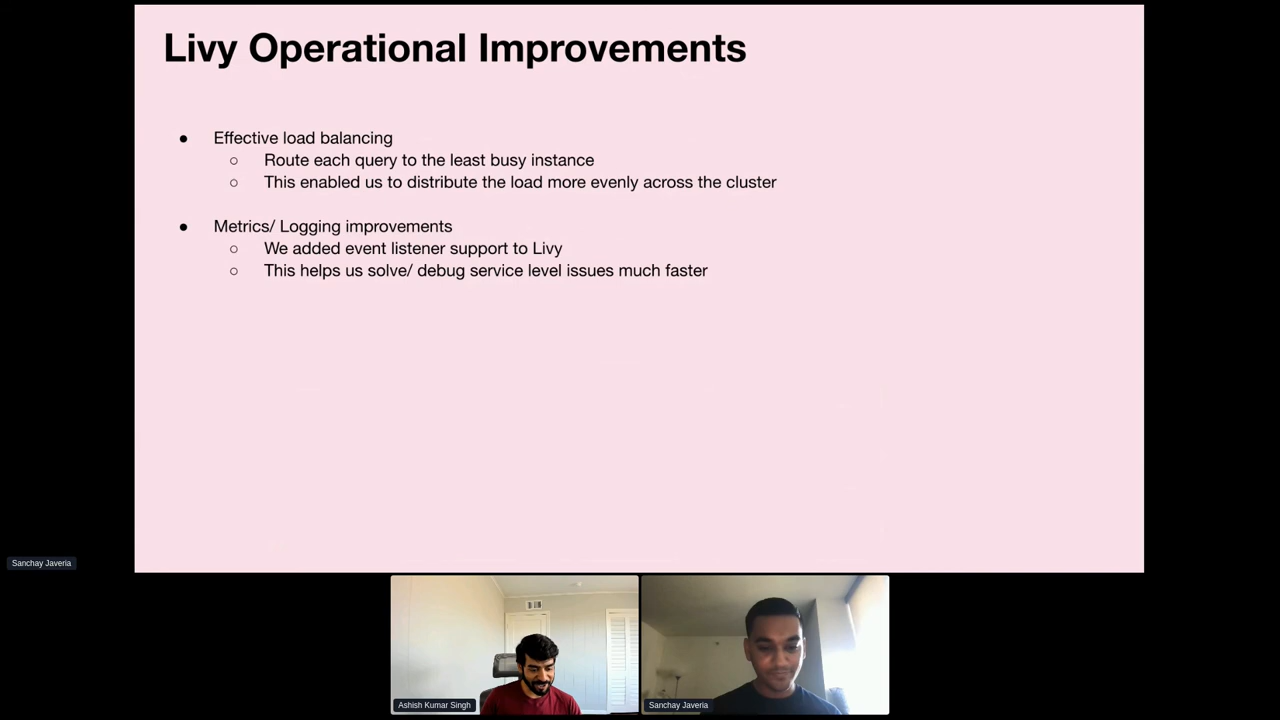 Livy Operational Improvements
● Effective load balancing
○ Route each query to the least busy instance
○ This enabled us to distribute the load more evenly across the cluster
● Metrics/ Logging improvements
○ We added event listener support to Livy
○ This helps us solve/ debug service level issues much faster
Sanchay Javeria
Ashish Kumar Singh
Sanchay Javeria